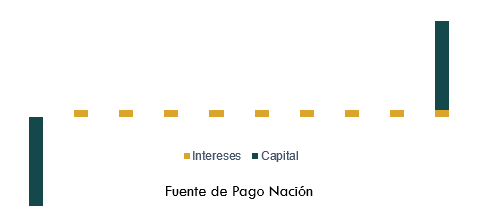 Intereses Capital
Fuente de Pago Nación